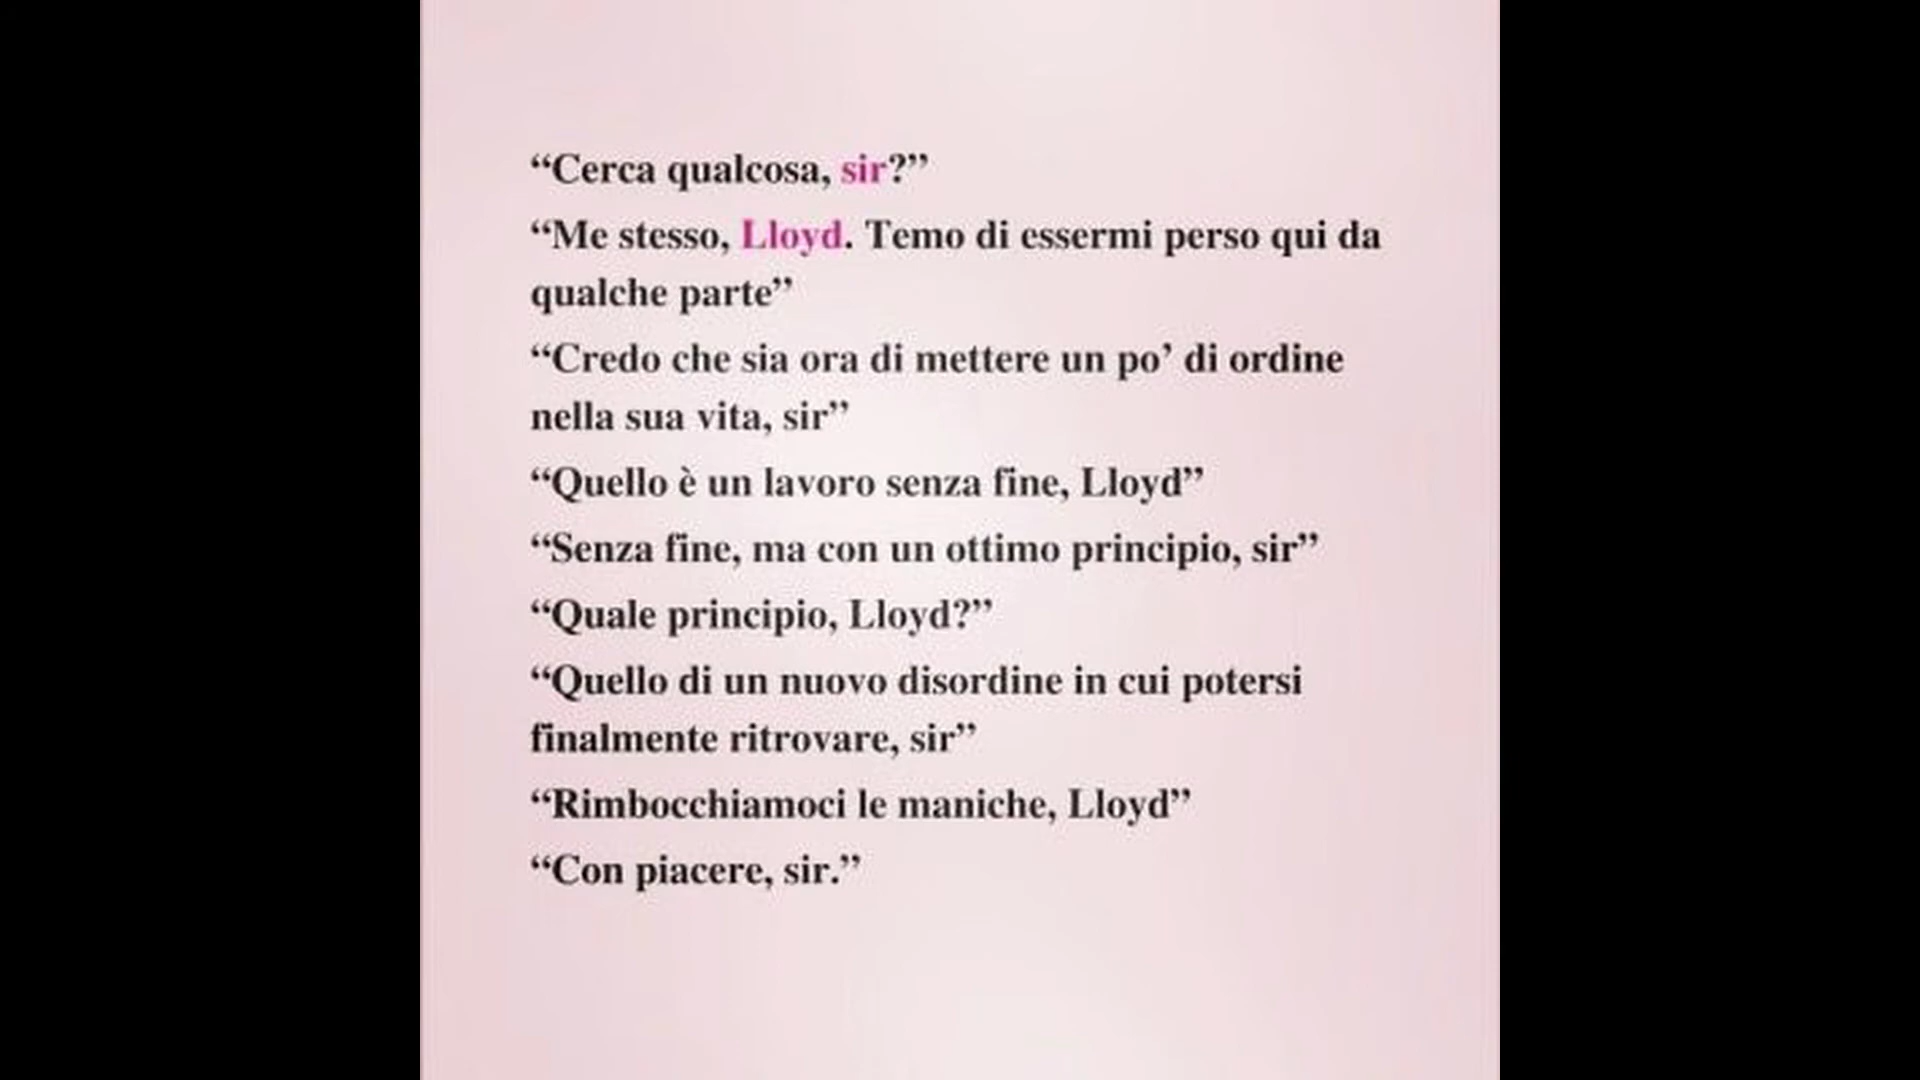 “Cerca qualcosa, sir?”
“Me stesso, Lloyd. Temo di essermi perso qui da
qualche parte”
“Credo che sia ora di mettere un po’ di ordine
nella sua vita, sir”
“Quello è un lavoro senza fine, Lloyd”
“Senza fine, ma con un ottimo principio, sir”
“Quale principio, Lloyd?”
“Quello di un nuovo disordine in cui potersi
finalmente ritrovare, sir”
“Rimbocchiamoci le maniche, Lloyd”
“Con piacere, sir.”